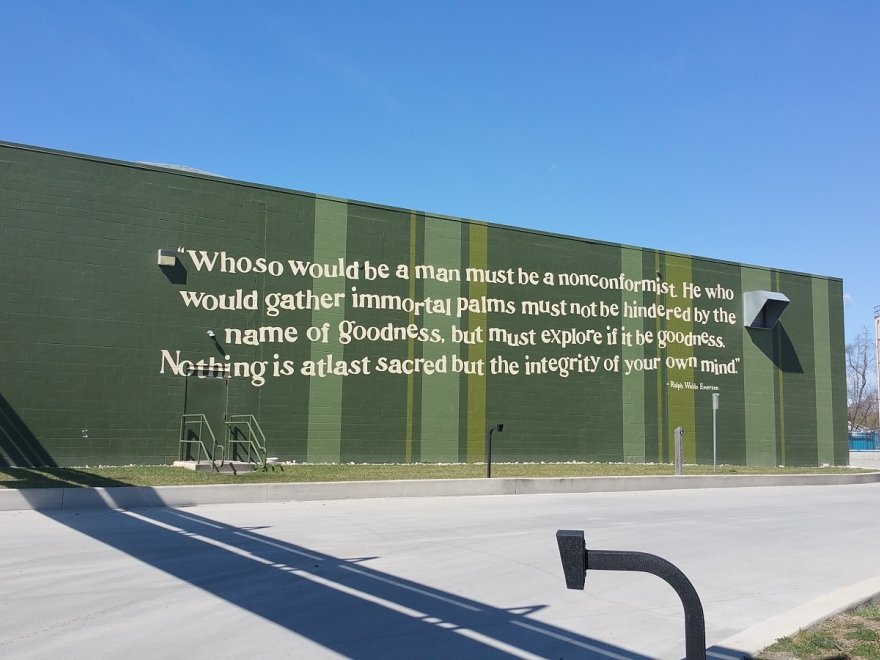 “Whoso would be a man must be a nonconformist. He who
would gather immortal palms must not be hindered by the
name of goodness, but must explore if it be goodness.
Nothing is atlast sacred but the integrity of your own mind.”
- Ralph Waldo Emerson